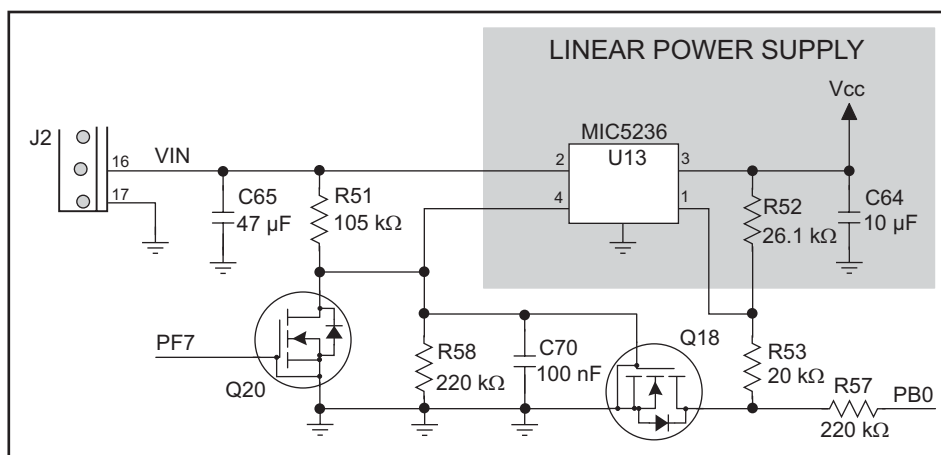 LINEAR POWER SUPPLY
Vcc
J2
MIC5236
16
VIN
2
U13
3
17
C65
47 µF
R51
105 kΩ
4
1
R52
26.1 kΩ
C64
10 µF
PF7
Q20
R58
220 kΩ
C70
100 nF
Q18
R53
20 kΩ
R57
220 kΩ
PB0